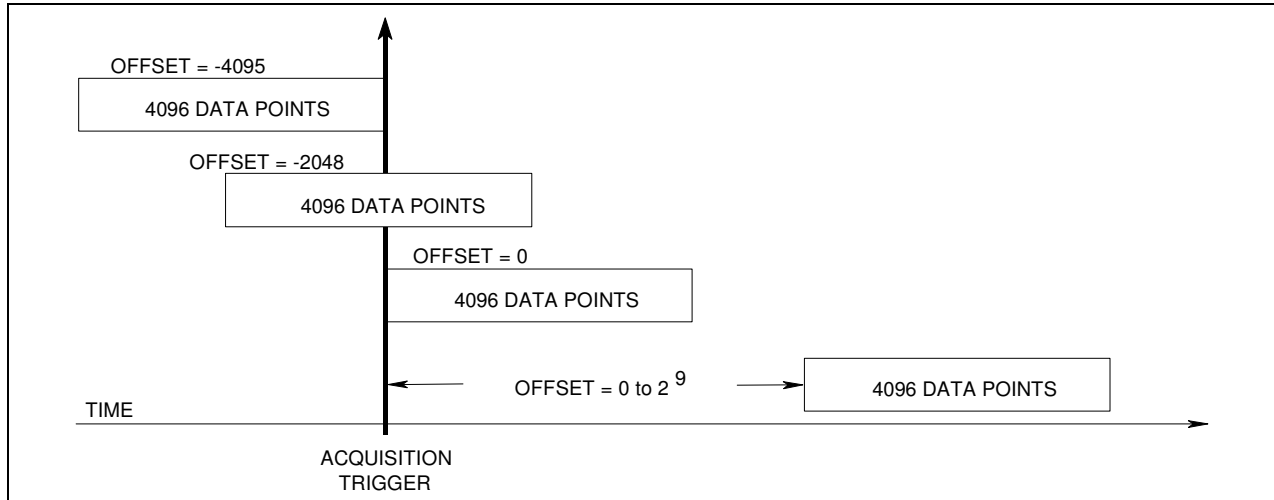 OFFSET = -4095
4096 DATA POINTS
OFFSET = -2048
4096 DATA POINTS
OFFSET = 0
4096 DATA POINTS
OFFSET = 0 to 2 9
4096 DATA POINTS
TIME
ACQUISITION
TRIGGER